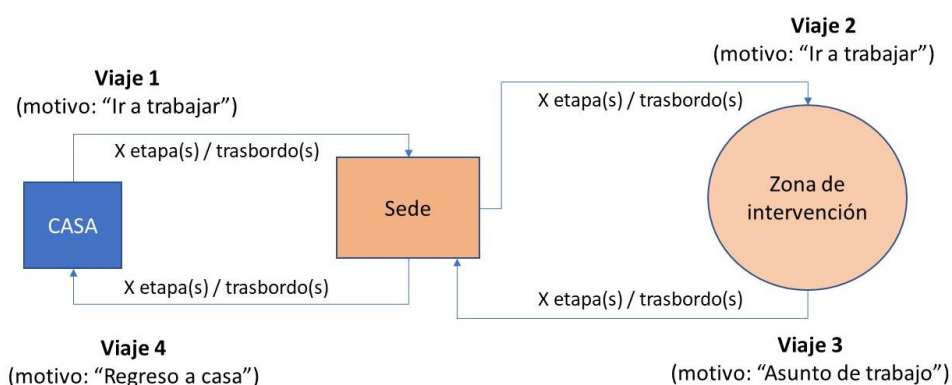 Viaje 2
(motivo: “Ir a trabajar”)
Viaje 1
(motivo: “Ir a trabajar”)
X etapa(s) / trasbordo(s)
X etapa(s) / trasbordo(s)
CASA
Sede
Zona de
intervención
X etapa(s) / trasbordo(s)
X etapa(s) / trasbordo(s)
Viaje 4
(motivo: “Regreso a casa”)
Viaje 3
(motivo: “Asunto de trabajo”)